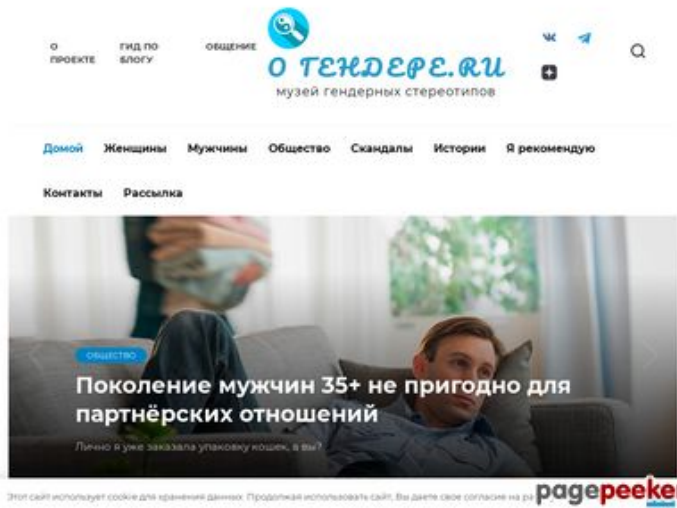 О ПРОЕКТЕ
ГИД ПО БЛОГУ
ОБЩЕНИЕ
О ГЕНДЕРЕ.RU
музей гендерных стереотипов
Домой Женщины Мужчины Общество Скандалы Истории Я рекомендую
Контакты Рассылка
ОБЩЕСТВО
Поколение мужчин 35+ не пригодно для
партнёрских отношений
Лично я уже заказала упаковку кошек, а вы?
Этот сайт использует cookie для хранения данных. Продолжая использовать сайт, Вы даете свое согласие на
pagepeeke